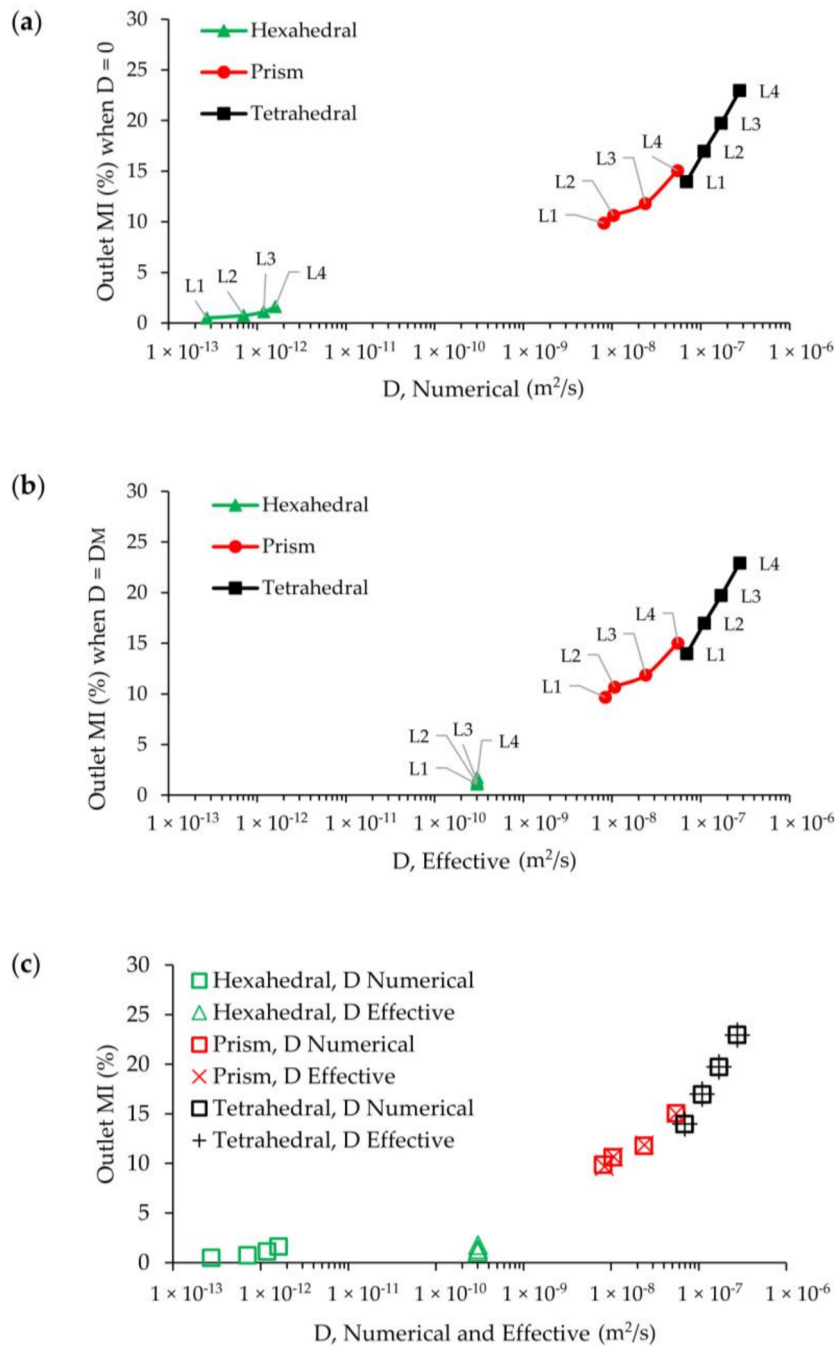 (a)
Outlet MI (%) when D = 0
30
25
20
15
10
5
0
Hexahedral
Prism
Tetrahedral
L1
L2
L3
L4
L1
L2
L3
L4
L4
L3
L2
L1
1 × 10⁻¹³ 1 × 10⁻¹² 1 × 10⁻¹¹ 1 × 10⁻¹⁰ 1 × 10⁻⁹ 1 × 10⁻⁸ 1 × 10⁻⁷ 1 × 10⁻⁶
D, Numerical (m²/s)
(b)
Outlet MI (%) when D = DM
30
25
20
15
10
5
0
Hexahedral
Prism
Tetrahedral
L1
L2
L3
L4
L1
L2
L3
L4
L4
L3
L2
L1
1 × 10⁻¹³ 1 × 10⁻¹² 1 × 10⁻¹¹ 1 × 10⁻¹⁰ 1 × 10⁻⁹ 1 × 10⁻⁸ 1 × 10⁻⁷ 1 × 10⁻⁶
D, Effective (m²/s)
(c)
Outlet MI (%)
30
25
20
15
10
5
0
Hexahedral, D Numerical
Hexahedral, D Effective
Prism, D Numerical
Prism, D Effective
Tetrahedral, D Numerical
Tetrahedral, D Effective
1 × 10⁻¹³ 1 × 10⁻¹² 1 × 10⁻¹¹ 1 × 10⁻¹⁰ 1 × 10⁻⁹ 1 × 10⁻⁸ 1 × 10⁻⁷ 1 × 10⁻⁶
D, Numerical and Effective (m²/s)